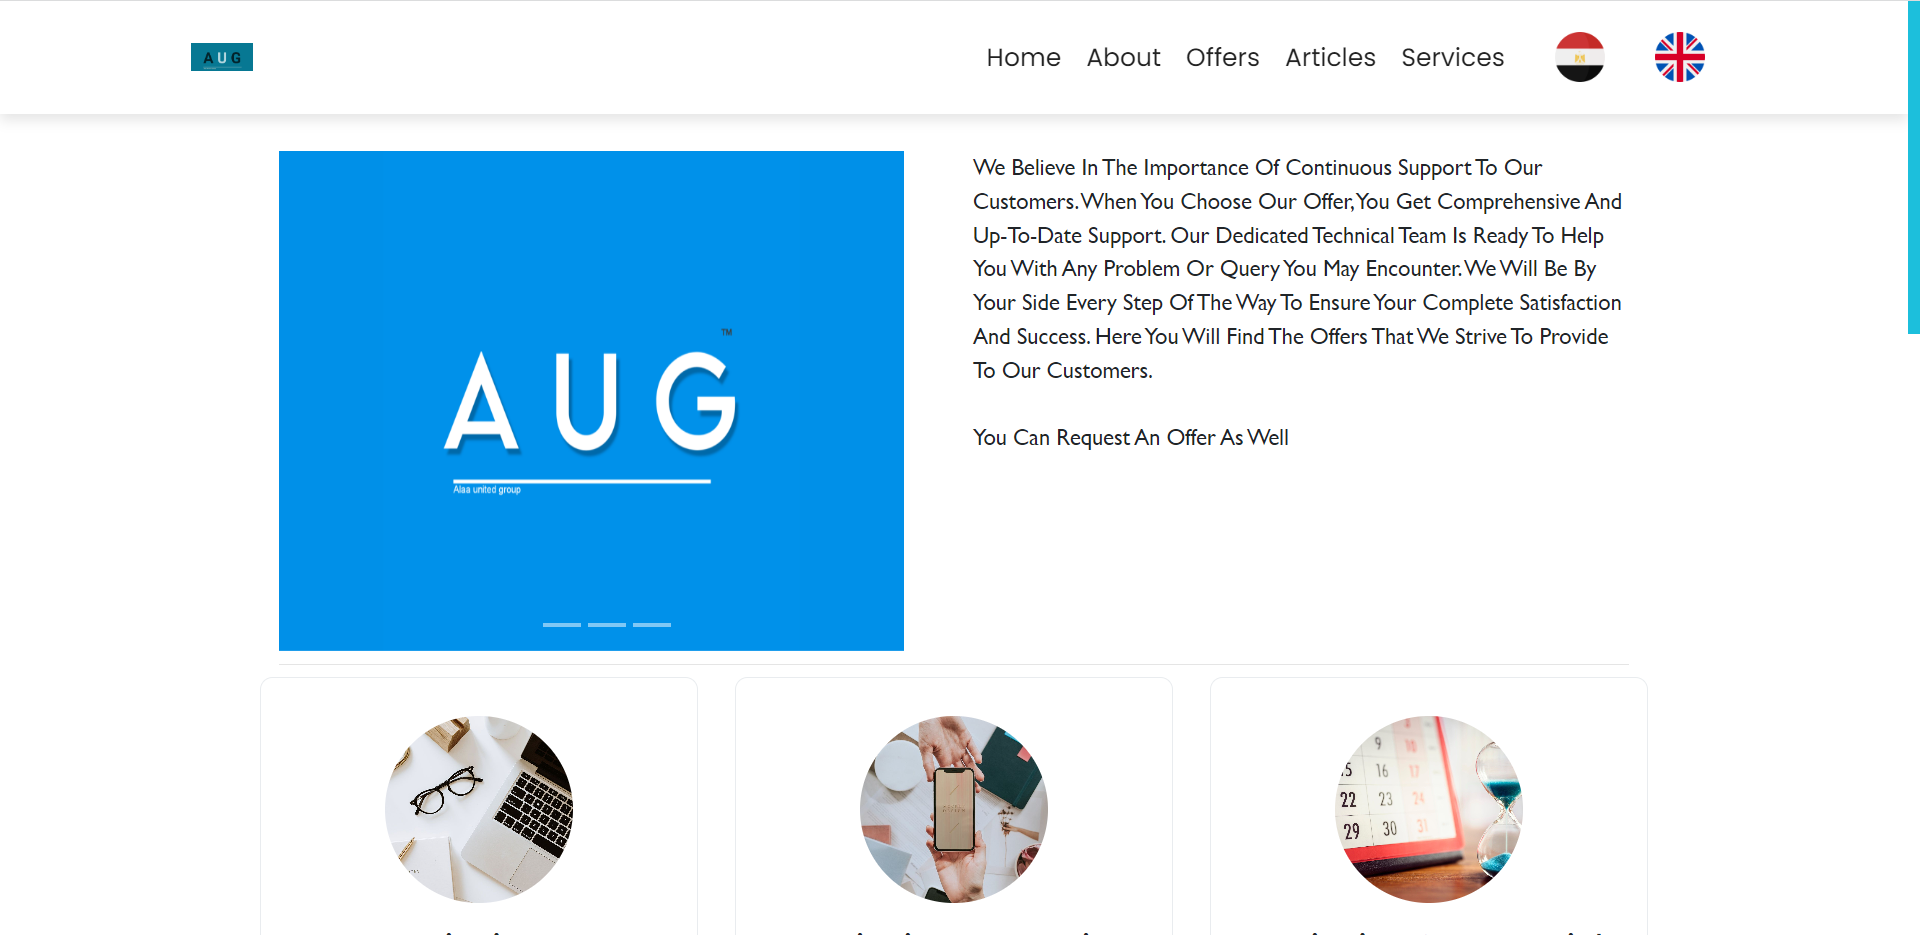 AUG
Home About Offers Articles Services
We Believe In The Importance Of Continuous Support To Our
Customers. When You Choose Our Offer, You Get Comprehensive And
Up-To-Date Support. Our Dedicated Technical Team Is Ready To Help
You With Any Problem Or Query You May Encounter. We Will Be By
Your Side Every Step Of The Way To Ensure Your Complete Satisfaction
And Success. Here You Will Find The Offers That We Strive To Provide
To Our Customers.
You Can Request An Offer As Well
TM
AUG
Alaa united group
9 10
15 16 17
22 23 24
29 30 31